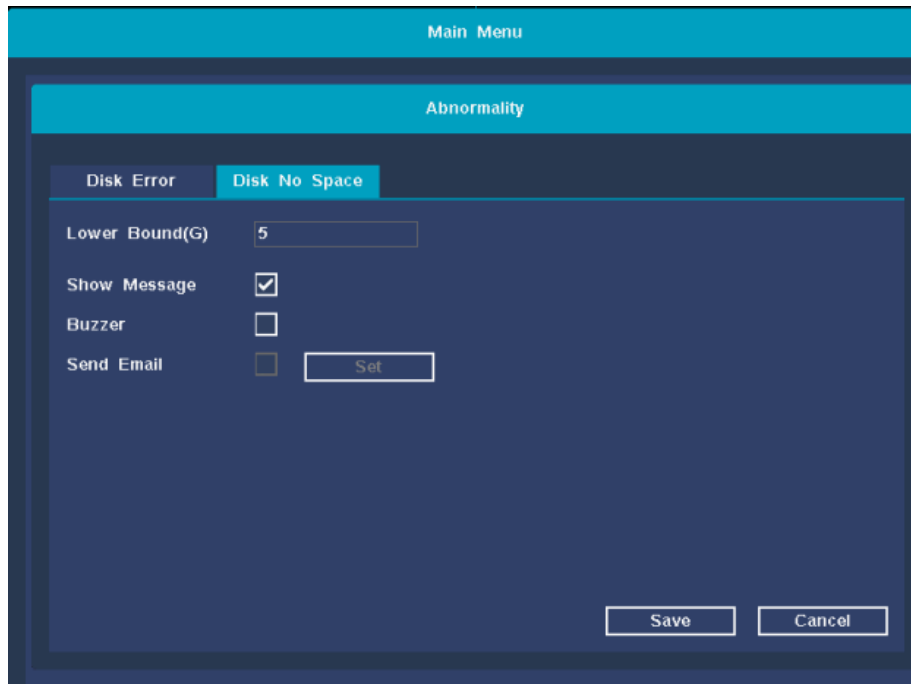 Main Menu
Abnormality
Disk Error Disk No Space
Lower Bound(G) 5
Show Message
Buzzer
Send Email Set
Save Cancel